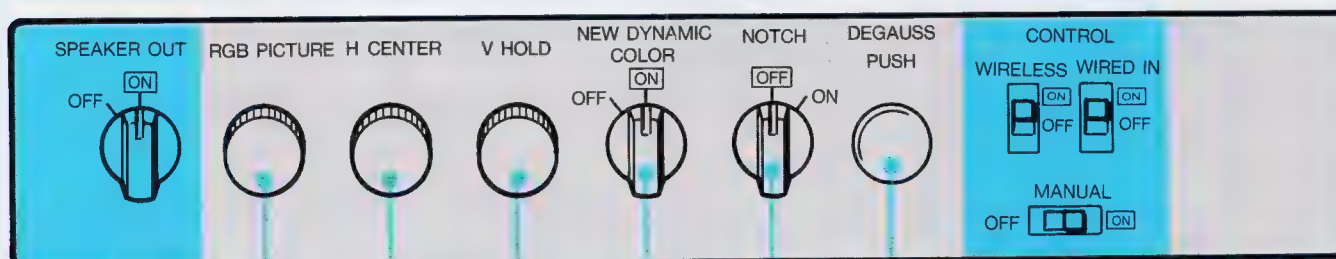 SPEAKER OUT
OFF ON
RGB PICTURE
H CENTER
V HOLD
NEW DYNAMIC
COLOR
OFF ON
NOTCH
OFF ON
DEGAUSS
PUSH
CONTROL
WIRELESS WIRED IN
ON ON
OFF OFF
MANUAL
OFF ON